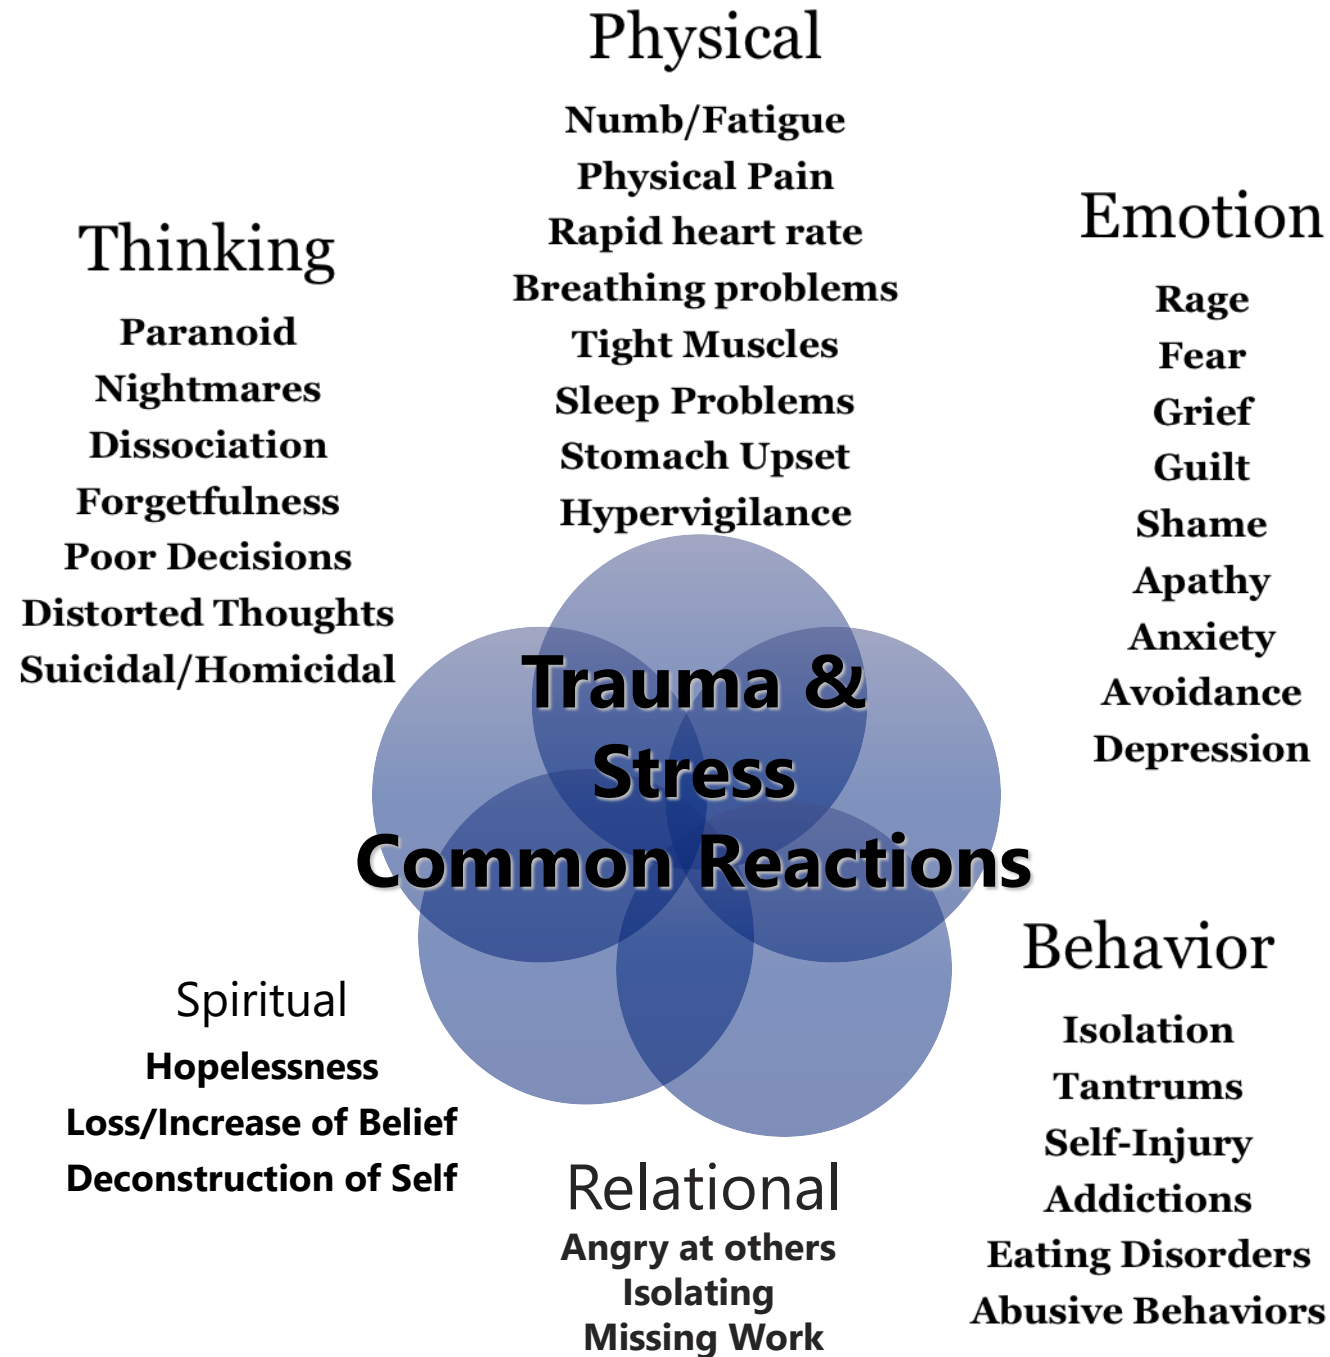 Physical
Numb/Fatigue
Physical Pain
Rapid heart rate
Breathing problems
Tight Muscles
Sleep Problems
Stomach Upset
Hypervigilance
Thinking
Paranoid
Nightmares
Dissociation
Forgetfulness
Poor Decisions
Distorted Thoughts
Suicidal/Homicidal
Emotion
Rage
Fear
Grief
Guilt
Shame
Apathy
Anxiety
Avoidance
Depression
Trauma &
Stress
Common Reactions
Spiritual
Hopelessness
Loss/Increase of Belief
Deconstruction of Self
Relational
Angry at others
Isolating
Missing Work
Behavior
Isolation
Tantrums
Self-Injury
Addictions
Eating Disorders
Abusive Behaviors